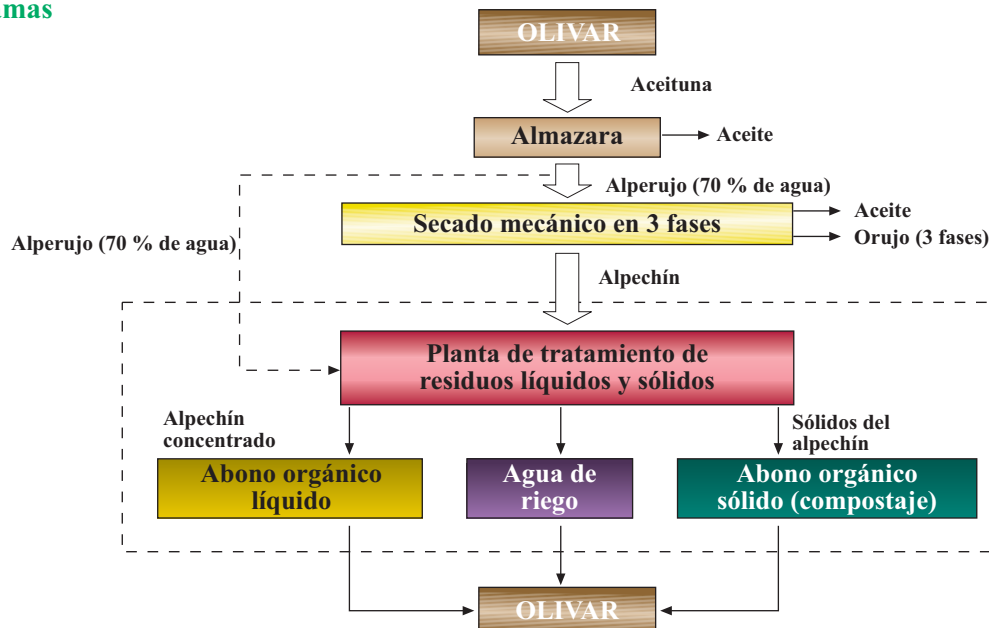 OLIVAR
Aceituna
Almazara
Aceite
Alperujo (70 % de agua)
Secado mecánico en 3 fases
Aceite
Orujo (3 fases)
Alperujo (70 % de agua)
Alpechín
Planta de tratamiento de
residuos líquidos y sólidos
Alpechín
concentrado
Sólidos del
alpechín
Abono orgánico
líquido
Agua de
riego
Abono orgánico
sólido (compostaje)
OLIVAR